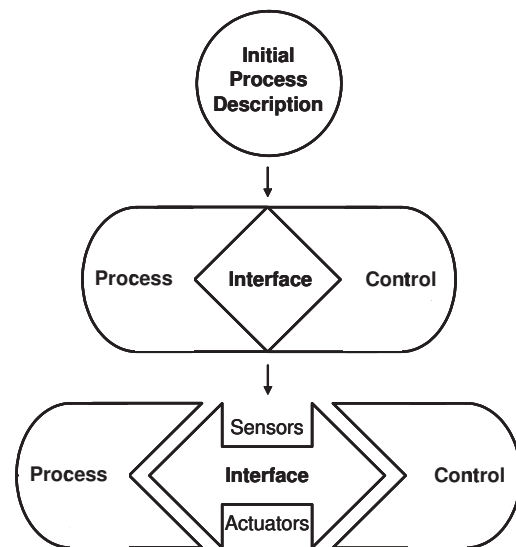 Initial
Process
Description
Process Interface Control
Sensors
Process Interface Control
Actuators